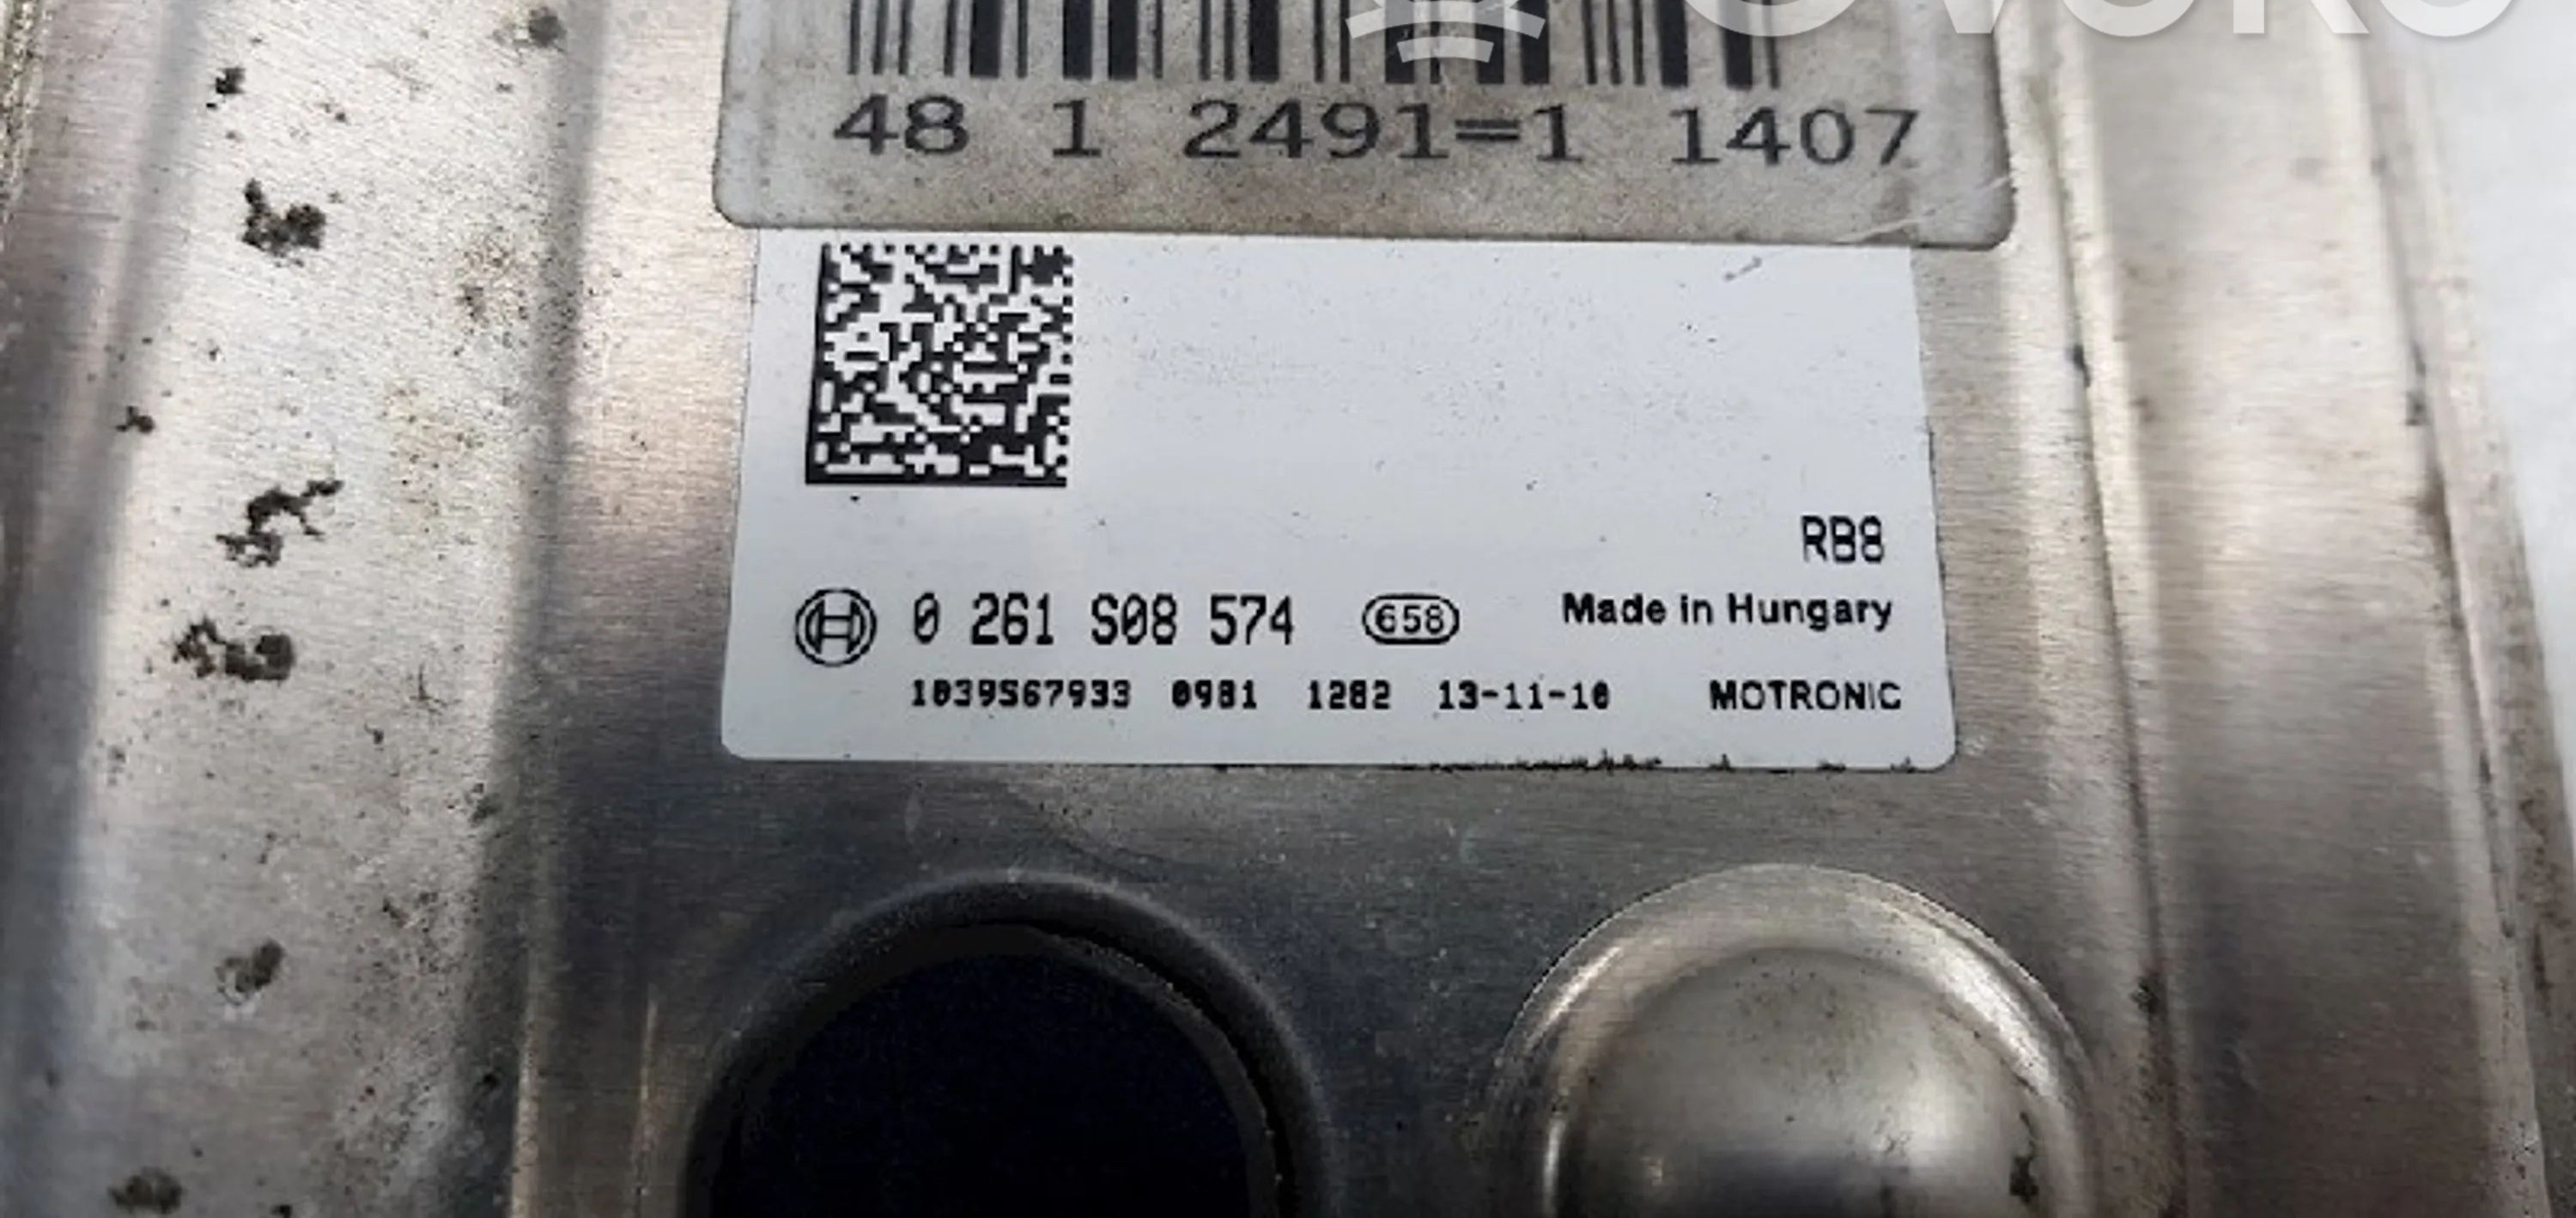 48 1 2491=1 1407
RB8
0 261 S08 574 658 Made in Hungary
1039S67933 0981 1282 13-11-10 MOTRONIC